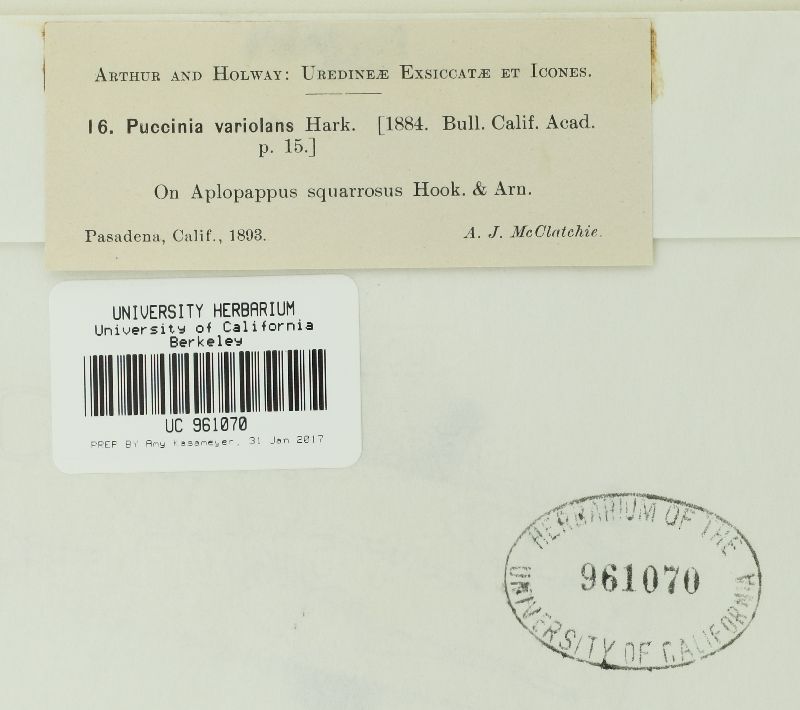 Arthur and Holway: Uredineæ Exsiccatæ et Icones.
16. Puccinia variolans Hark. [1884. Bull. Calif. Acad.
p. 15.]
On Aplopappus squarrosus Hook. & Arn.
Pasadena, Calif., 1893. A. J. McClatchie.
UNIVERSITY HERBARIUM
University of California
Berkeley
UC 961070
PREP BY Amy Kasameyer, 31 Jan 2017
HERBARIUM OF THE
961070
UNIVERSITY OF CALIFORNIA